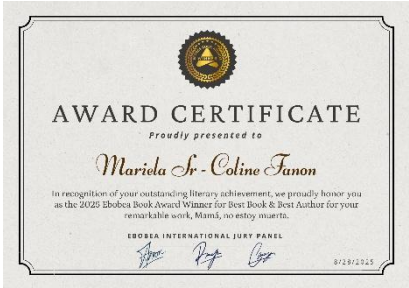 AWARD CERTIFICATE
Proudly presented to
Mariela Sr - Coline Fanon
In recognition of your outstanding literary achievement, we proudly honor you
as the 2025 Ebobea Book Award Winner for Best Book & Best Author for your
remarkable work, Mamá, no estoy muerta.
EBOBEA INTERNATIONAL JURY PANEL
8/28/2025